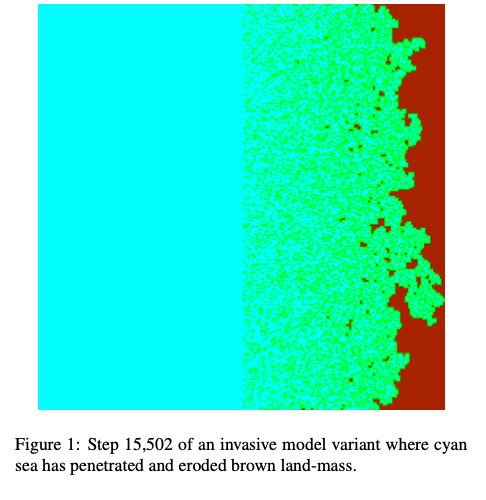 Figure 1: Step 15,502 of an invasive model variant where cyan
sea has penetrated and eroded brown land-mass.